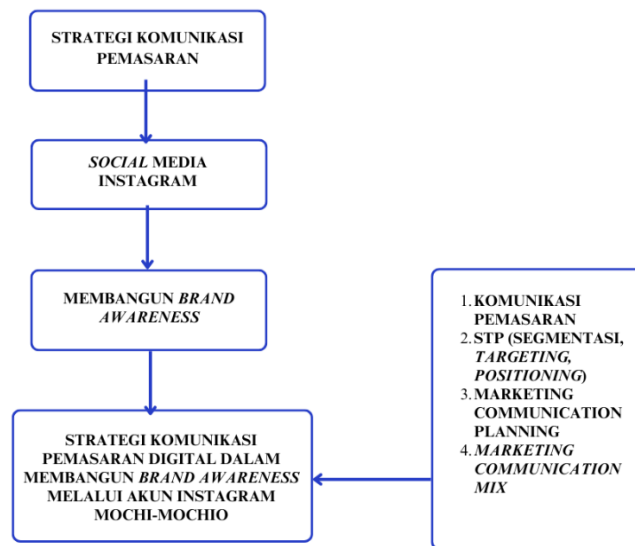 STRATEGI KOMUNIKASI
PEMASARAN
SOCIAL MEDIA
INSTAGRAM
MEMBANGUN BRAND
AWARENESS
STRATEGI KOMUNIKASI
PEMASARAN DIGITAL DALAM
MEMBANGUN BRAND AWARENESS
MELALUI AKUN INSTAGRAM
MOCHI-MOCHIO
1. KOMUNIKASI
PEMASARAN
2. STP (SEGMENTASI,
TARGETING,
POSITIONING)
3. MARKETING
COMMUNICATION
PLANNING
4. MARKETING
COMMUNICATION
MIX